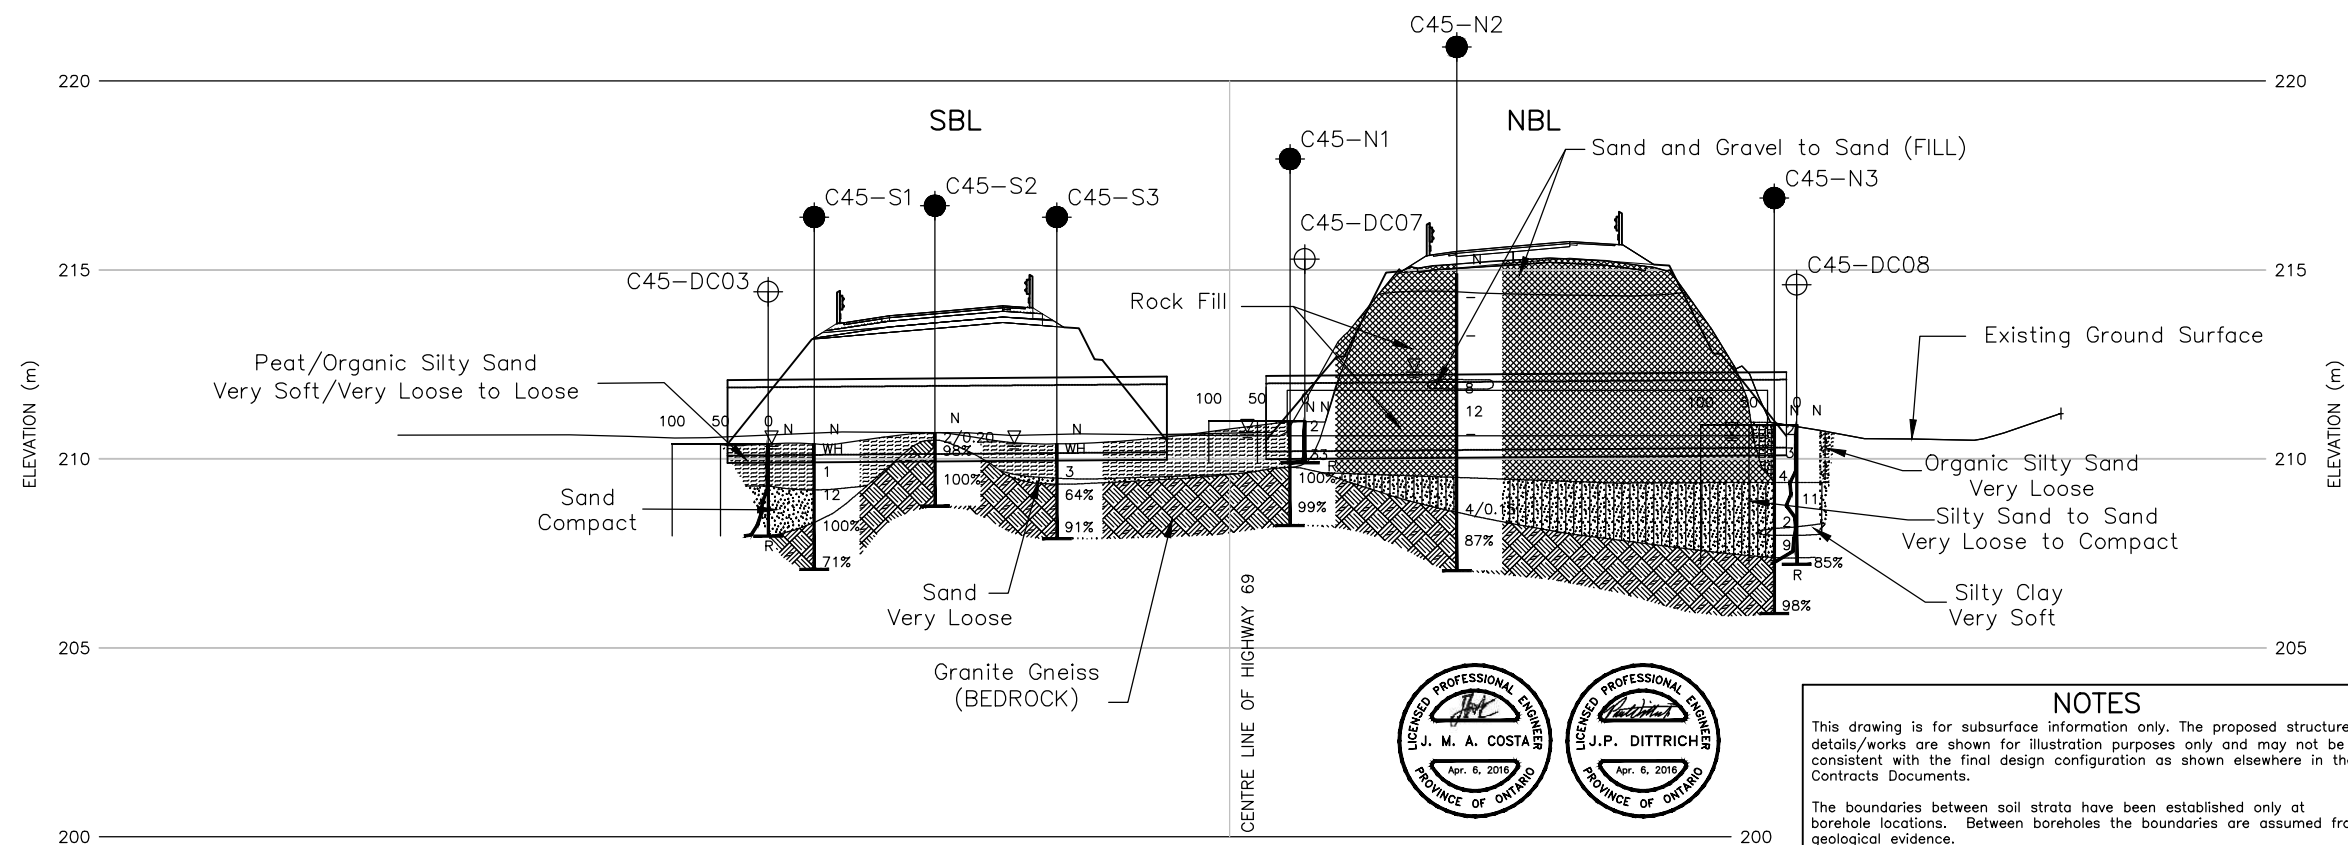 C45-N2
220
220
SBL
NBL
C45-N1
Sand and Gravel to Sand (FILL)
C45-S1
C45-S2
C45-S3
C45-N3
C45-DC07
C45-DC03
C45-DC08
215
215
N
Rock Fill
Existing Ground Surface
Peat/Organic Silty Sand
Very Soft/Very Loose to Loose
ELEVATION (m)
ELEVATION (m)
100 50 0
100 50 0
100 50 0
N
N
N
N
N N
N N
WH
1
12
100%
71%
2/0.20
98%
100%
WH
3
64%
91%
2
53
100%
99%
8
12
4/0.15
87%
3
4
11
2
9
85%
98%
R
R
R
210
210
Sand
Compact
Organic Silty Sand
Very Loose
Silty Sand to Sand
Very Loose to Compact
Silty Clay
Very Soft
Sand
Very Loose
Granite Gneiss
(BEDROCK)
CENTRE LINE OF HIGHWAY 69
205
205
LICENSED PROFESSIONAL ENGINEER
J. M. A. COSTA
Apr. 6, 2016
PROVINCE OF ONTARIO
LICENSED PROFESSIONAL ENGINEER
J.P. DITTRICH
Apr. 6, 2016
PROVINCE OF ONTARIO
NOTES
This drawing is for subsurface information only. The proposed structure
details/works are shown for illustration purposes only and may not be
consistent with the final design configuration as shown elsewhere in the
Contracts Documents.
The boundaries between soil strata have been established only at
borehole locations. Between boreholes the boundaries are assumed fro
geological evidence.
200
200